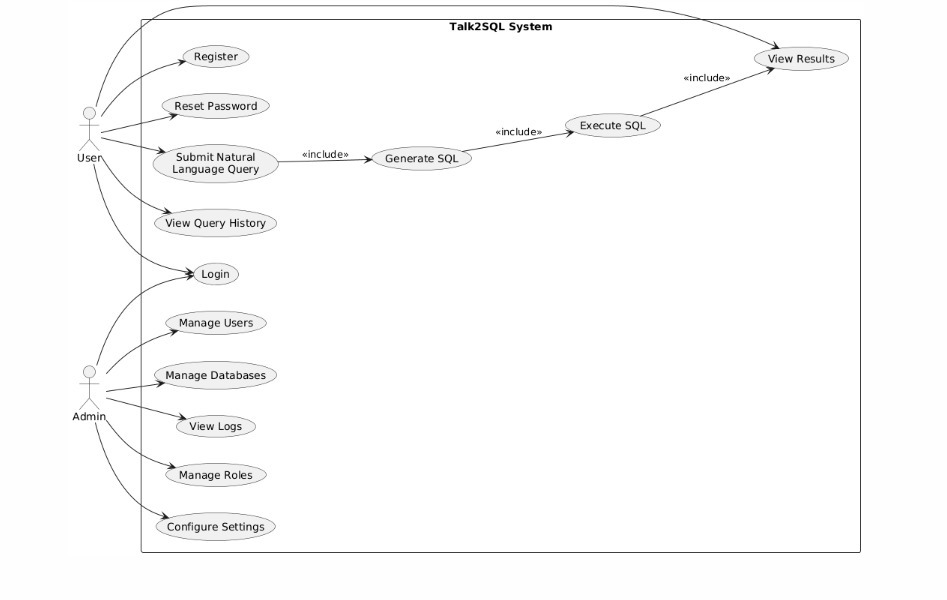 Talk2SQL System
Register
View Results
«include»
Reset Password
Execute SQL
«include»
User
Submit Natural
Language Query
«include»
Generate SQL
View Query History
Login
Manage Users
Manage Databases
Admin
View Logs
Manage Roles
Configure Settings